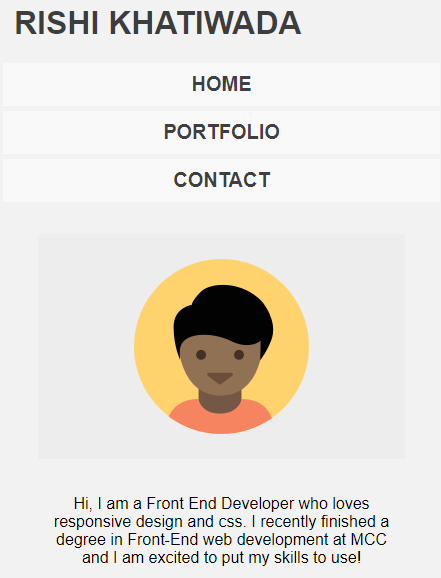 RISHI KHATIWADA
HOME
PORTFOLIO
CONTACT
Hi, I am a Front End Developer who loves
responsive design and css. I recently finished a
degree in Front-End web development at MCC
and I am excited to put my skills to use!